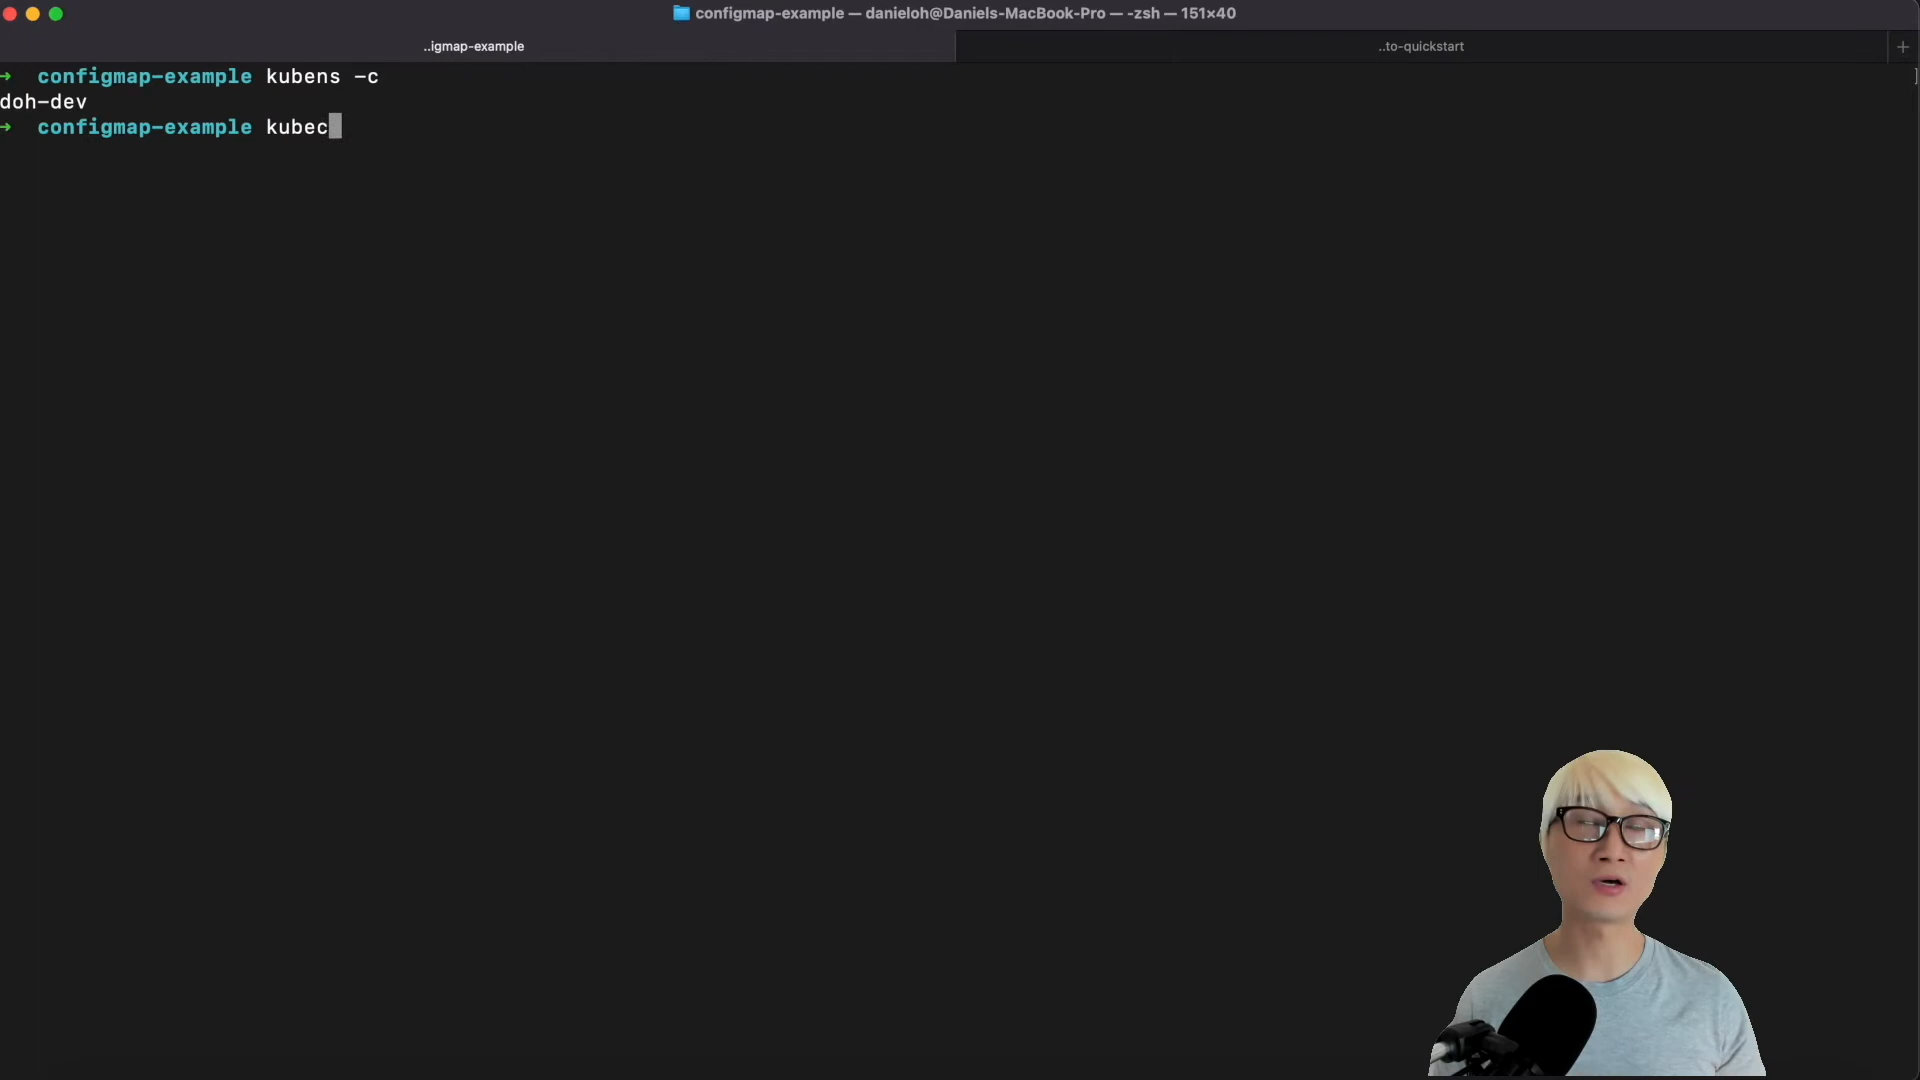 configmap-example — danieloh@Daniels-MacBook-Pro — -zsh — 151×40
..igmap-example
..to-quickstart
+
➜ configmap-example kubens -c
]
doh-dev
➜ configmap-example kubec